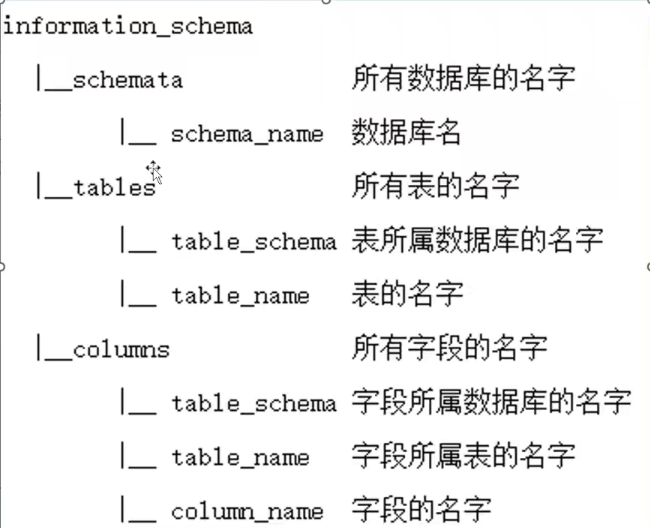 information_schema
|__schemata 所有数据库的名字
|__ schema_name 数据库名
|__tables 所有表的名字
|__ table_schema 表所属数据库的名字
|__ table_name 表的名字
|__columns 所有字段的名字
|__ table_schema 字段所属数据库的名字
|__ table_name 字段所属表的名字
|__ column_name 字段的名字